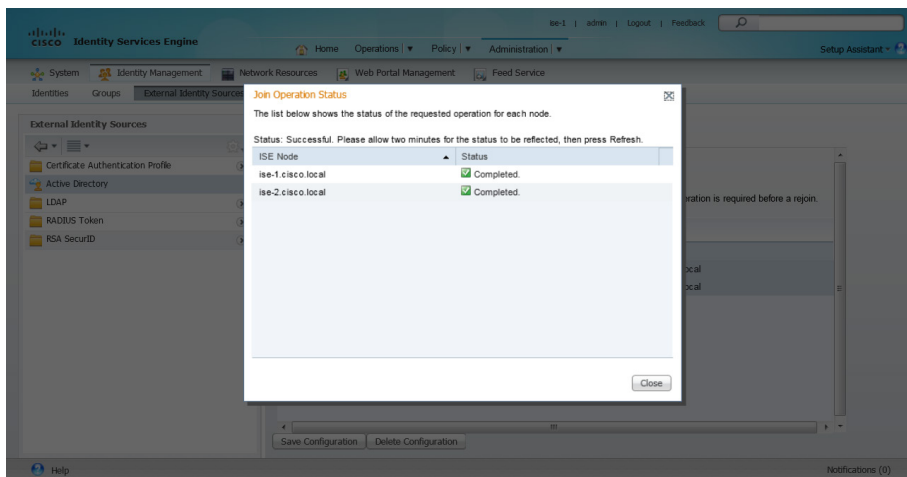 ise-1 | admin | Logout | Feedback
CISCO Identity Services Engine
Home Operations | ▼ Policy | ▼ Administration | ▼
Setup Assistant
System Identity Management Network Resources Web Portal Management Feed Service
Identities Groups External Identity Sources
External Identity Sources
Certificate Authentication Profile
Active Directory
LDAP
RADIUS Token
RSA SecurID
Join Operation Status
The list below shows the status of the requested operation for each node.
Status: Successful. Please allow two minutes for the status to be reflected, then press Refresh.
ISE Node Status
ise-1.cisco.local Completed.
ise-2.cisco.local Completed.
Close
eration is required before a rejoin.
ocal
ocal
Save Configuration Delete Configuration
Help
Notifications (0)